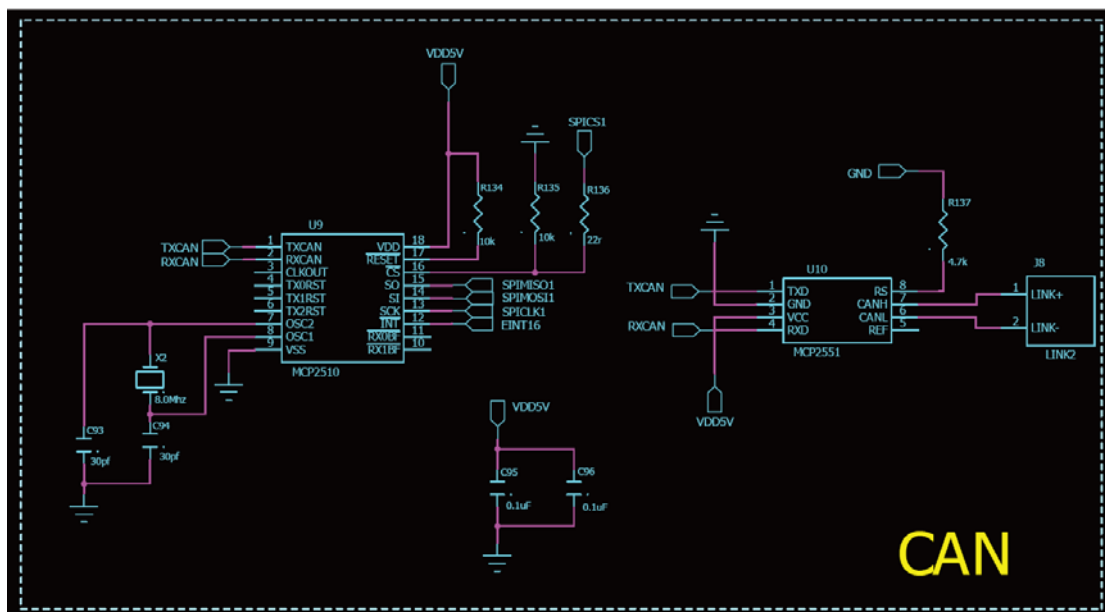 VDD5V
SPICS1
R134
10k
R135
10k
R136
22r
GND
R137
4.7k
U9
TXCAN
RXCAN
1 TXCAN VDD 18
2 RXCAN RESET 17
3 CLKOUT CS 16
4 TX0RST SO 15 SPIMISO1
5 TX1RST SI 14 SPIMOSI1
6 TX2RST SCK 13 SPICLK1
7 OSC2 INT 12 EINT16
8 OSC1 RX0BF 11
9 VSS RX1BF 10
MCP2510
X2
8.0Mhz
C93
30pf
C94
30pf
U10
TXCAN
RXCAN
1 TXD RS 8
2 GND CANH 7
3 VCC CANL 6
4 RXD REF 5
MCP2551
VDD5V
J8
1 LINK+
2 LINK-
LINK2
VDD5V
C95
0.1uF
C96
0.1uF
CAN